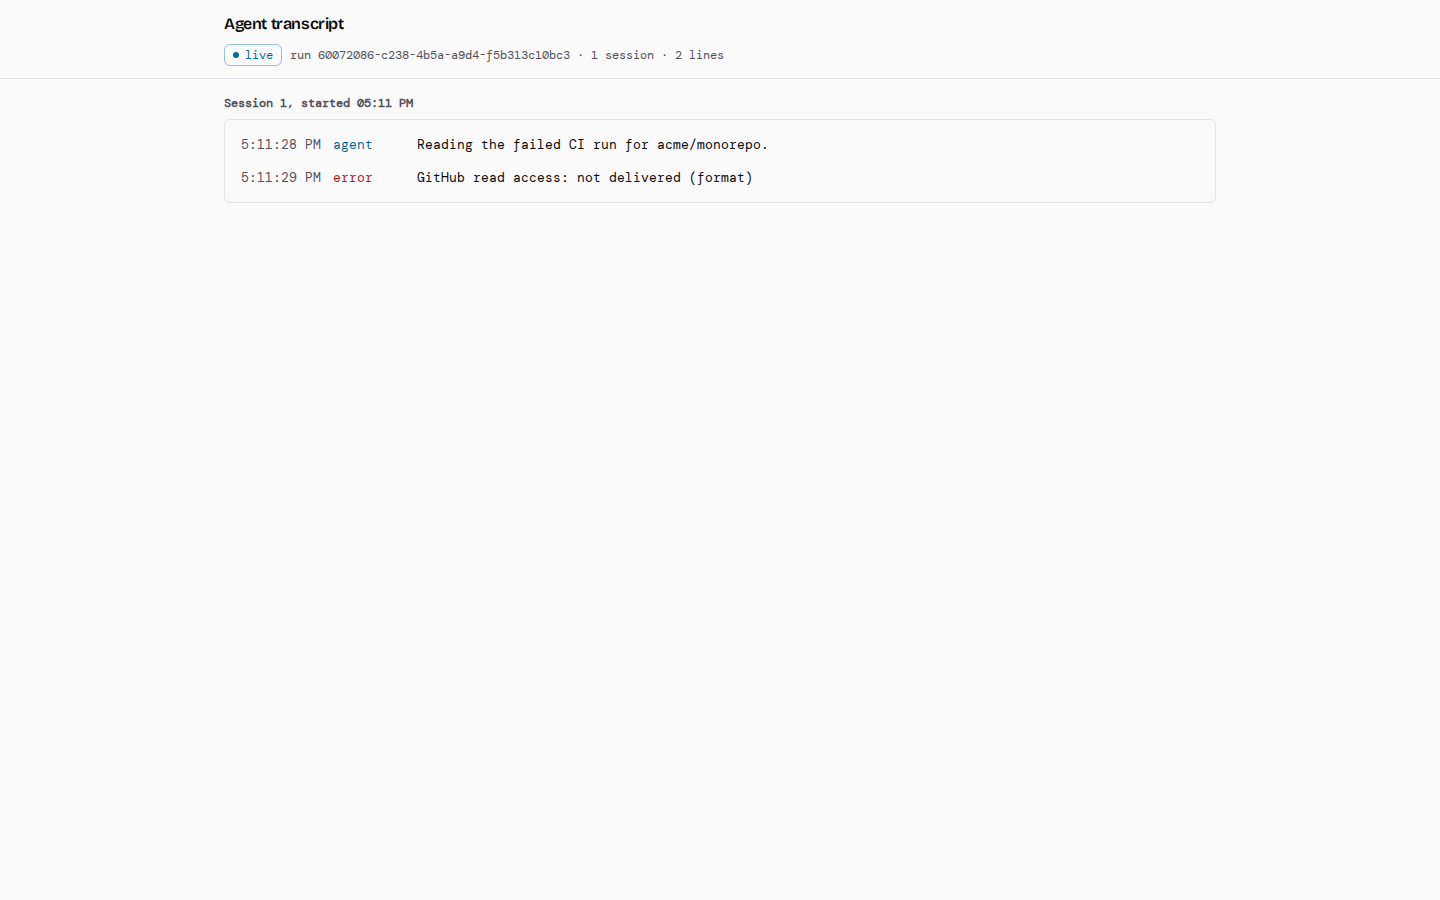 Agent transcript
live run 60072086-c238-4b5a-a9d4-f5b313c10bc3 · 1 session · 2 lines
Session 1, started 05:11 PM
5:11:28 PM agent Reading the failed CI run for acme/monorepo.
5:11:29 PM error GitHub read access: not delivered (format)